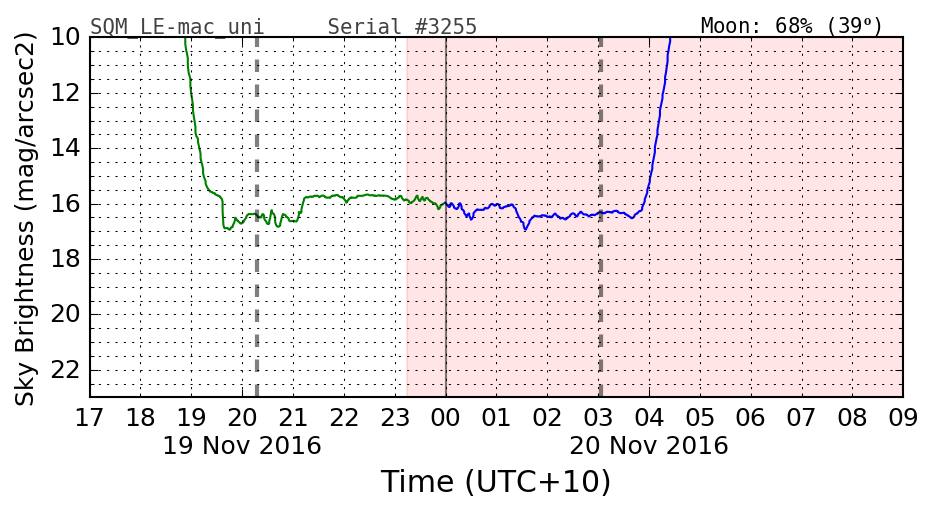 SQM_LE-mac_uni Serial #3255 Moon: 68% (39°)
Sky Brightness (mag/arcsec2)
10
12
14
16
18
20
22
17 18 19 20 21 22 23 00 01 02 03 04 05 06 07 08 09
19 Nov 2016 20 Nov 2016
Time (UTC+10)